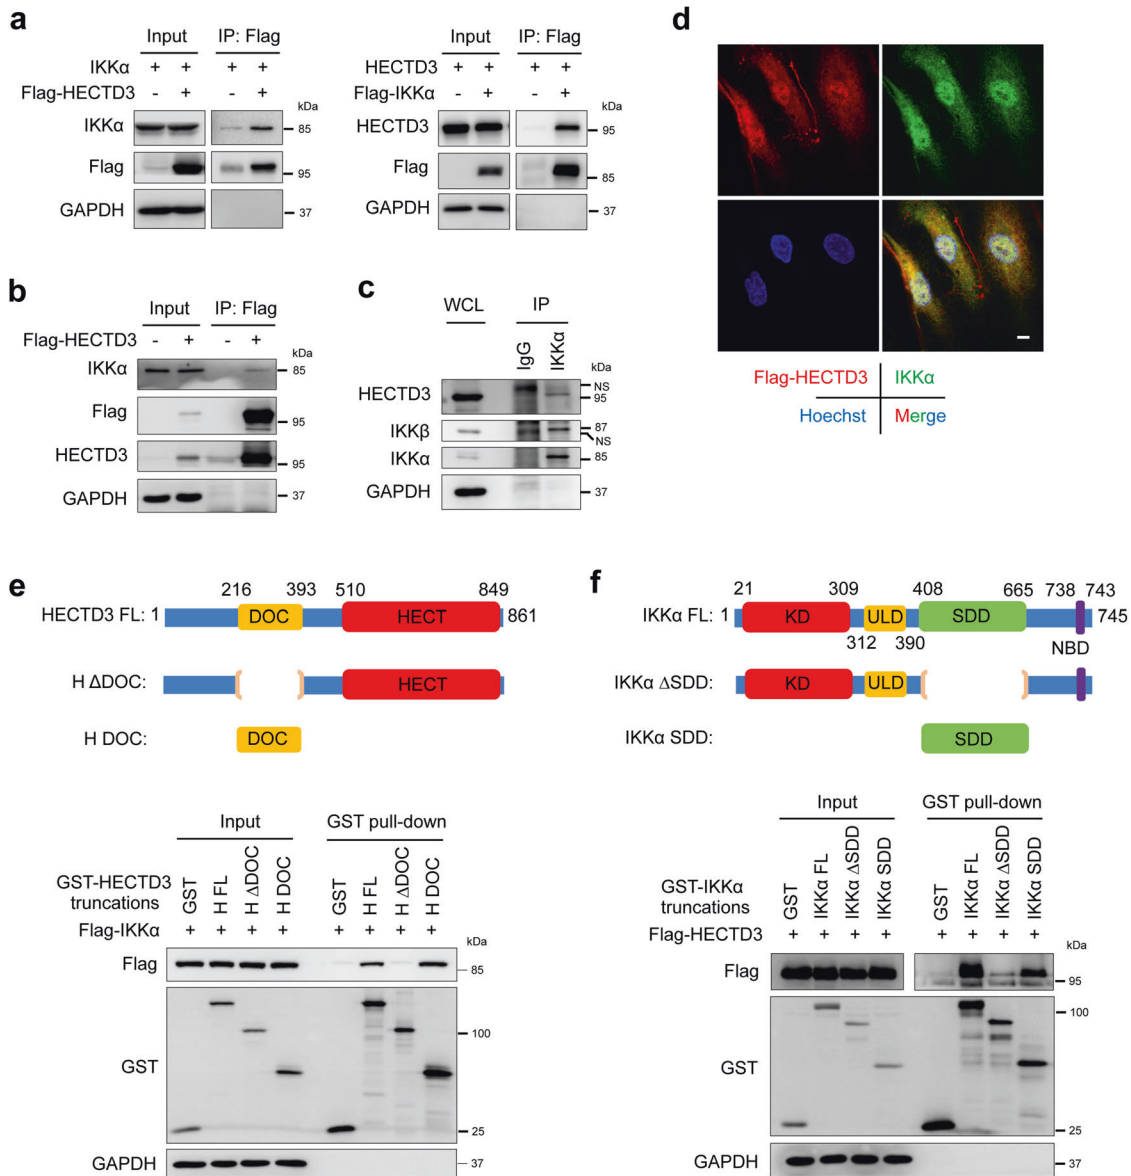 a
Input IP: Flag
IKKα + + + +
Flag-HECTD3 - + - +
kDa
IKKα 85
Flag 95
GAPDH 37
Input IP: Flag
HECTD3 + + + +
Flag-IKKα - + - +
kDa
HECTD3 95
Flag 85
GAPDH 37
b
Input IP: Flag
Flag-HECTD3 - + - +
kDa
IKKα 85
Flag 95
HECTD3 95
GAPDH 37
c
WCL IP
IgG IKKα
kDa
HECTD3 NS
95
IKKβ 87
NS
IKKα 85
GAPDH 37
d
Flag-HECTD3 IKKα
Hoechst Merge
e
216 393 510 849
HECTD3 FL: 1 DOC HECT 861
H ΔDOC: HECT
H DOC: DOC
Input GST pull-down
GST-HECTD3
truncations
GST H FL H ΔDOC H DOC GST H FL H ΔDOC H DOC
Flag-IKKα + + + + + + + +
kDa
Flag 85
GST 100
25
GAPDH 37
f
21 309 408 665 738 743
IKKα FL: 1 KD ULD SDD 745
312 390 NBD
IKKα ΔSDD: KD ULD
IKKα SDD: SDD
Input GST pull-down
GST-IKKα
truncations
GST IKKα FL IKKα ΔSDD IKKα SDD GST IKKα FL IKKα ΔSDD IKKα SDD
Flag-HECTD3 + + + + + + + +
kDa
Flag 95
GST 100
25
GAPDH 37